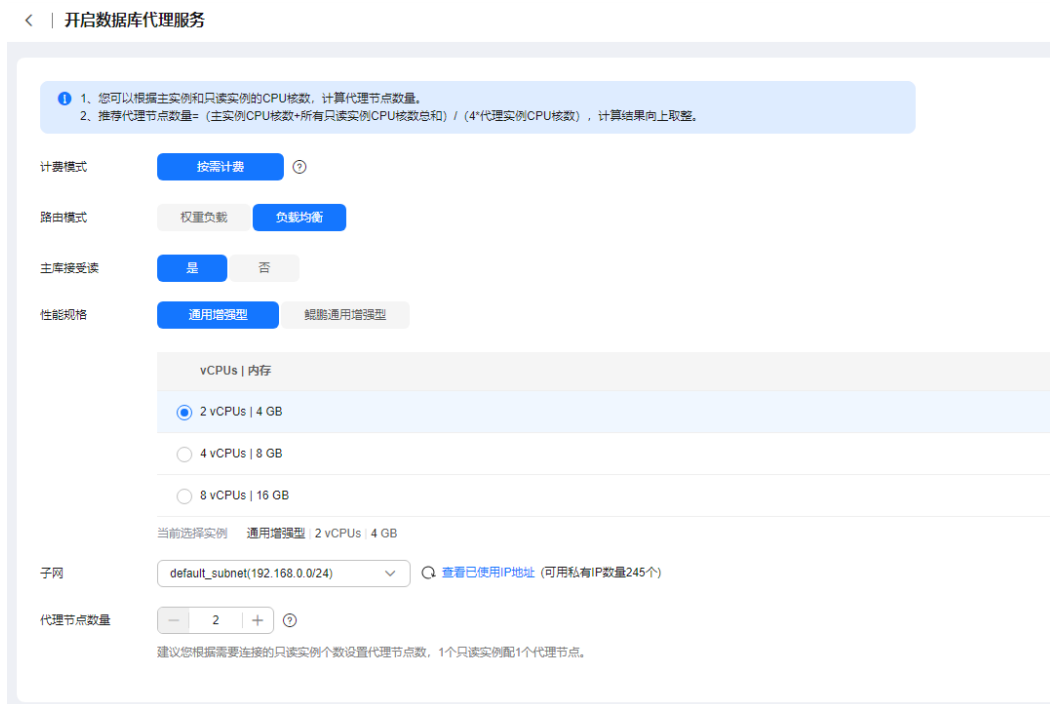 开启数据库代理服务
1、您可以根据主实例和只读实例的CPU核数，计算代理节点数量。
2、推荐代理节点数量=（主实例CPU核数+所有只读实例CPU核数总和）/（4*代理实例CPU核数），计算结果向上取整。
计费模式 按需计费
路由模式 权重负载 负载均衡
主库接受读 是 否
性能规格 通用增强型 鲲鹏通用增强型
vCPUs | 内存
2 vCPUs | 4 GB
4 vCPUs | 8 GB
8 vCPUs | 16 GB
当前选择实例 通用增强型 | 2 vCPUs | 4 GB
子网 default_subnet(192.168.0.0/24) 查看已使用IP地址 (可用私有IP数量245个)
代理节点数量 2
建议您根据需要连接的只读实例个数设置代理节点数，1个只读实例配1个代理节点。